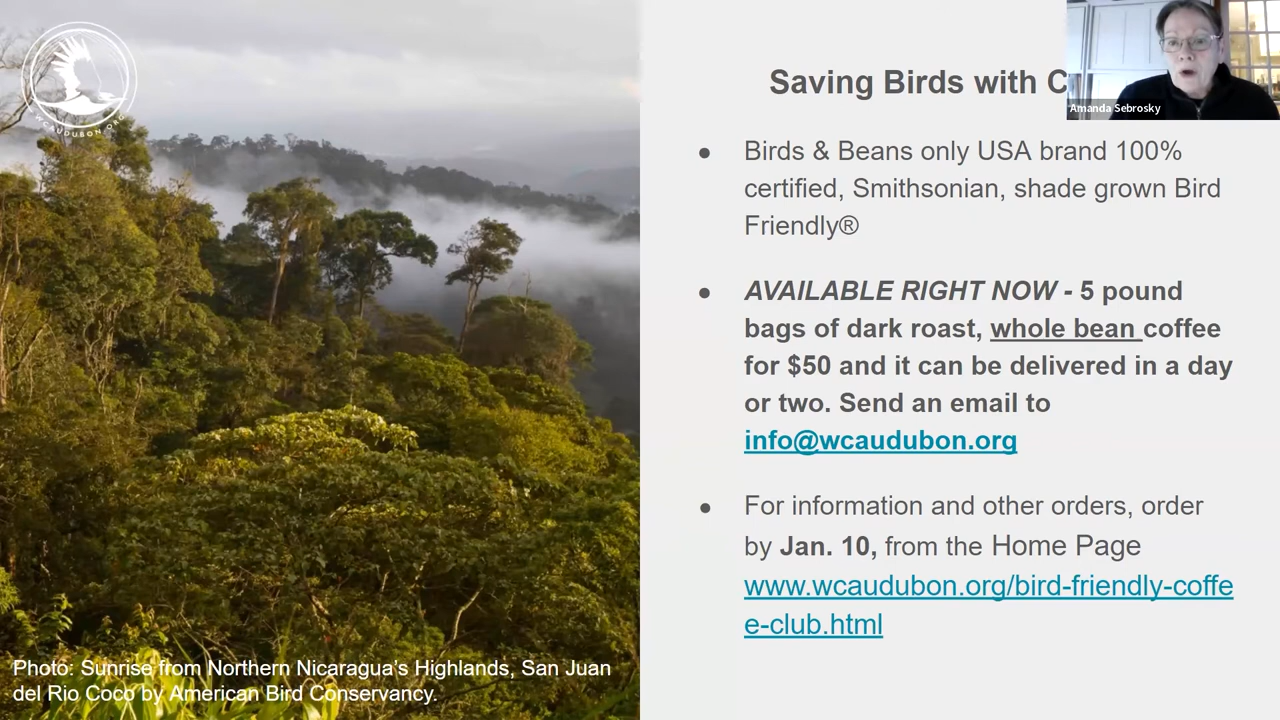 WCAUDUBON.ORG
Saving Birds with C
Amanda Sebrosky
● Birds & Beans only USA brand 100%
certified, Smithsonian, shade grown Bird
Friendly®
● AVAILABLE RIGHT NOW - 5 pound
bags of dark roast, whole bean coffee
for $50 and it can be delivered in a day
or two. Send an email to
info@wcaudubon.org
● For information and other orders, order
by Jan. 10, from the Home Page
www.wcaudubon.org/bird-friendly-coffe
e-club.html
Photo: Sunrise from Northern Nicaragua's Highlands, San Juan
del Rio Coco by American Bird Conservancy.